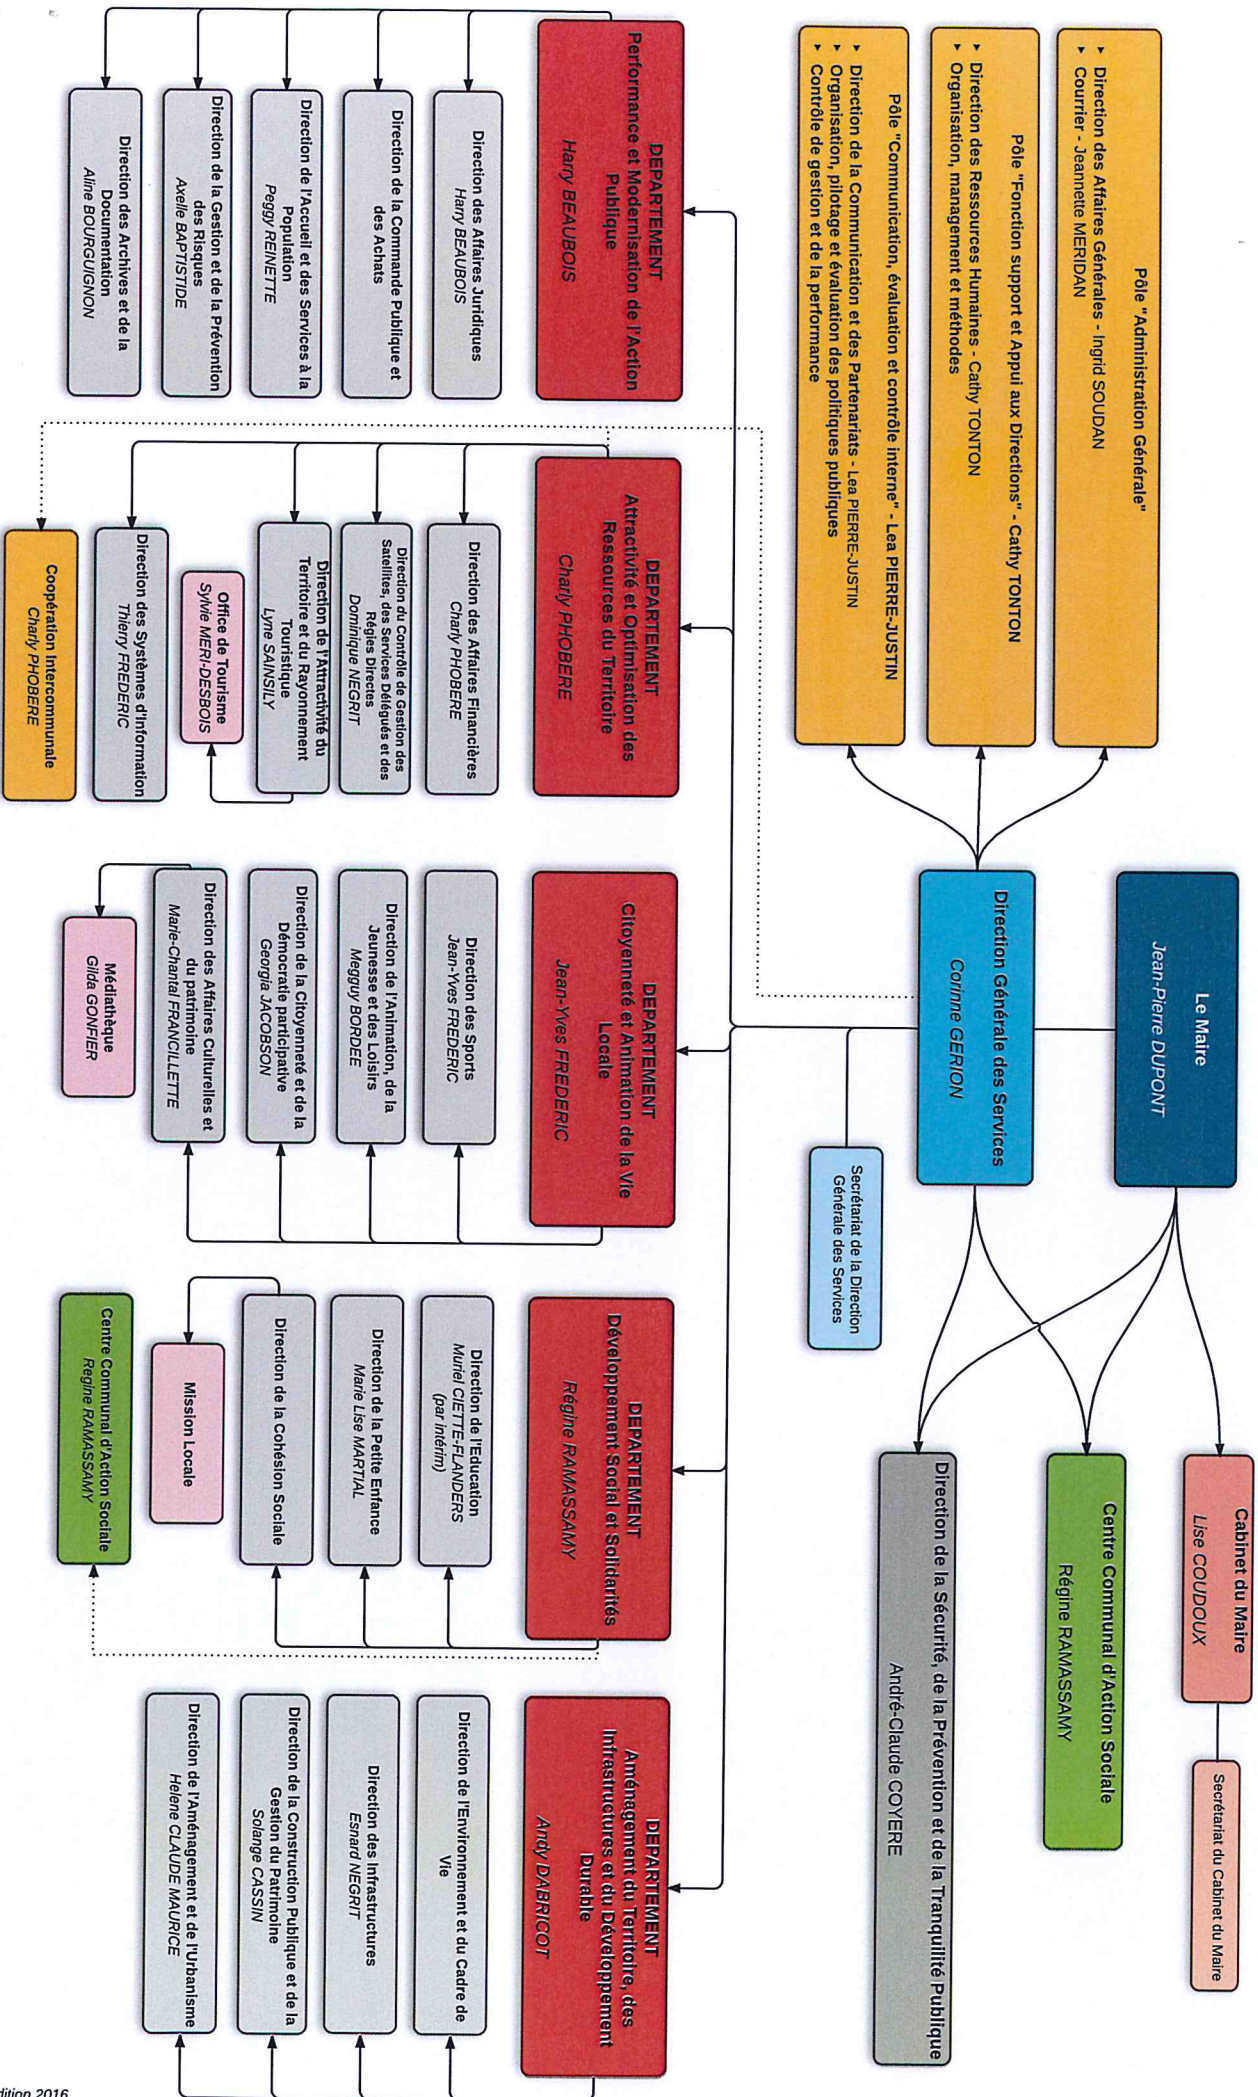 Le Maire
Jean-Pierre DUPONT
Cabinet du Maire
Lise COUDOUX
Secrétariat du Cabinet du Maire
Centre Communal d'Action Sociale
Régine RAMASSAMY
Direction de la Sécurité, de la Prévention et de la Tranquilité Publique
André-Claude COYERE
Direction Générale des Services
Corinne GERION
Secrétariat de la Direction
Générale des Services
Pôle "Administration Générale"
Direction des Affaires Générales - Ingrid SOUDAN
Courrier - Jeannette MERIDAN
Pôle "Fonction support et Appui aux Directions" - Cathy TONTON
Direction des Ressources Humaines - Cathy TONTON
Organisation, management et méthodes
Pôle "Communication, évaluation et contrôle interne" - Lea PIERRE-JUSTIN
Direction de la Communication et des Partenariats - Lea PIERRE-JUSTIN
Organisation, pilotage et évaluation des politiques publiques
Contrôle de gestion et de la performance
DEPARTEMENT
Performance et Modernisation de l'Action
Publique
Harry BEAUBOIS
Direction des Affaires Juridiques
Harry BEAUBOIS
Direction de la Commande Publique et
des Achats
Direction de l'Accueil et des Services à la
Population
Peggy REINETTE
Direction de la Gestion et de la Prévention
des Risques
Axelle BAPTISTIDE
Direction des Archives et de la
Documentation
Aline BOURGUIGNON
DEPARTEMENT
Attractivité et Optimisation des
Ressources du Territoire
Charly PHOBERE
Direction des Affaires Financières
Charly PHOBERE
Direction du Contrôle de Gestion des
Satellites, des Services Délégués et des
Régies Directes
Dominique NEGRIT
Direction de l'Attractivité du
Territoire et du Rayonnement
Touristique
Lyne SAINSILY
Office de Tourisme
Sylvie MERI-DESBOIS
Direction des Systèmes d'Information
Thierry FREDERIC
Coopération Intercommunale
Charly PHOBERE
DEPARTEMENT
Citoyenneté et Animation de la Vie
Locale
Jean-Yves FREDERIC
Direction des Sports
Jean-Yves FREDERIC
Direction de l'Animation, de la
Jeunesse et des Loisirs
Megguy BORDEE
Direction de la Citoyenneté et de la
Démocratie participative
Georgia JACOBSON
Direction des Affaires Culturelles et
du patrimoine
Marie-Chantal FRANCILLETTE
Médiathèque
Gilda GONFIER
DEPARTEMENT
Développement Social et Solidarités
Régine RAMASSAMY
Direction de l'Education
Muriel CIETTE-FLANDERS
(par intérim)
Direction de la Petite Enfance
Marie Lise MARTIAL
Direction de la Cohésion Sociale
Mission Locale
Centre Communal d'Action Sociale
Regine RAMASSAMY
DEPARTEMENT
Aménagement du Territoire, des
Infrastructures et du Développement
Durable
Andy DABRICOT
Direction de l'Environnement et du Cadre de
Vie
Direction des Infrastructures
Esnard NEGRIT
Direction de la Construction Publique et de la
Gestion du Patrimoine
Solange CASSIN
Direction de l'Aménagement et de l'Urbanisme
Helene CLAUDE MAURICE
dition 2016